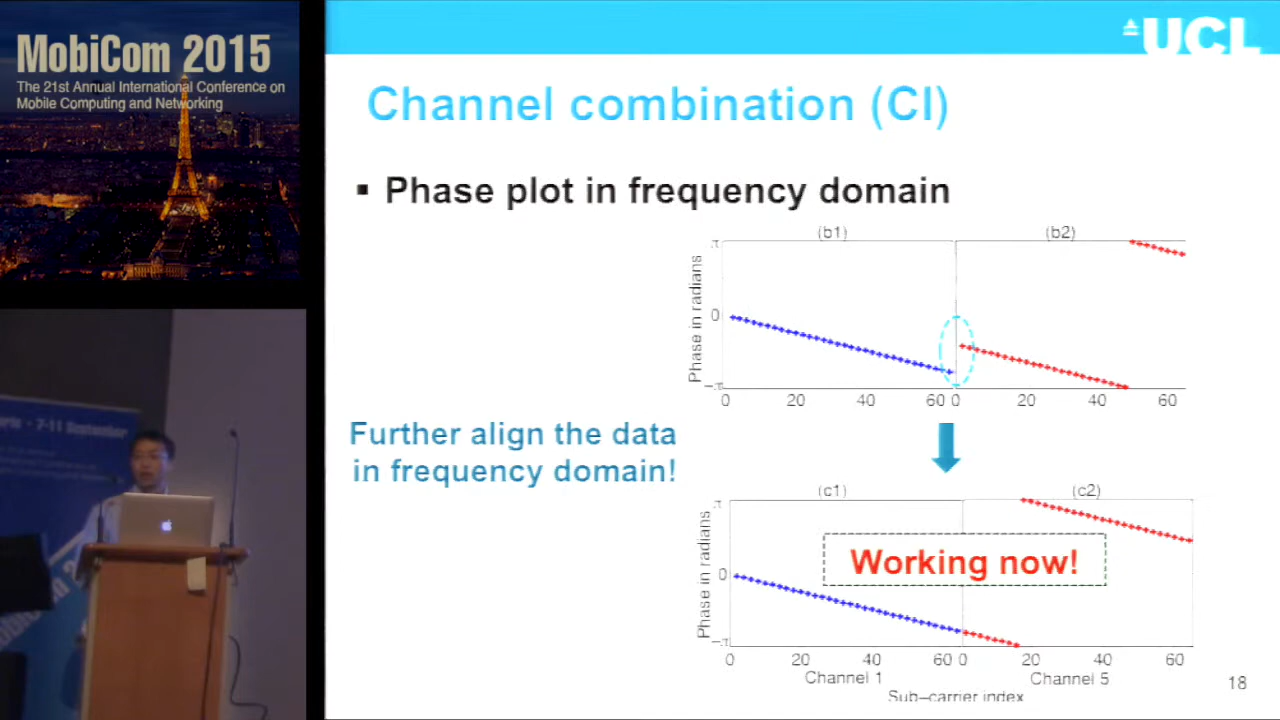 MobiCom 2015
The 21st Annual International Conference on
Mobile Computing and Networking
UCL
Channel combination (CI)
▪ Phase plot in frequency domain
(b1) (b2)
π
0
-π
Phase in radians
0 20 40 60 0 20 40 60
Further align the data
in frequency domain!
(c1) (c2)
π
0
-π
Phase in radians
Working now!
0 20 40 60 0 20 40 60
Channel 1 Channel 5
Sub-carrier index
18
7-11 September